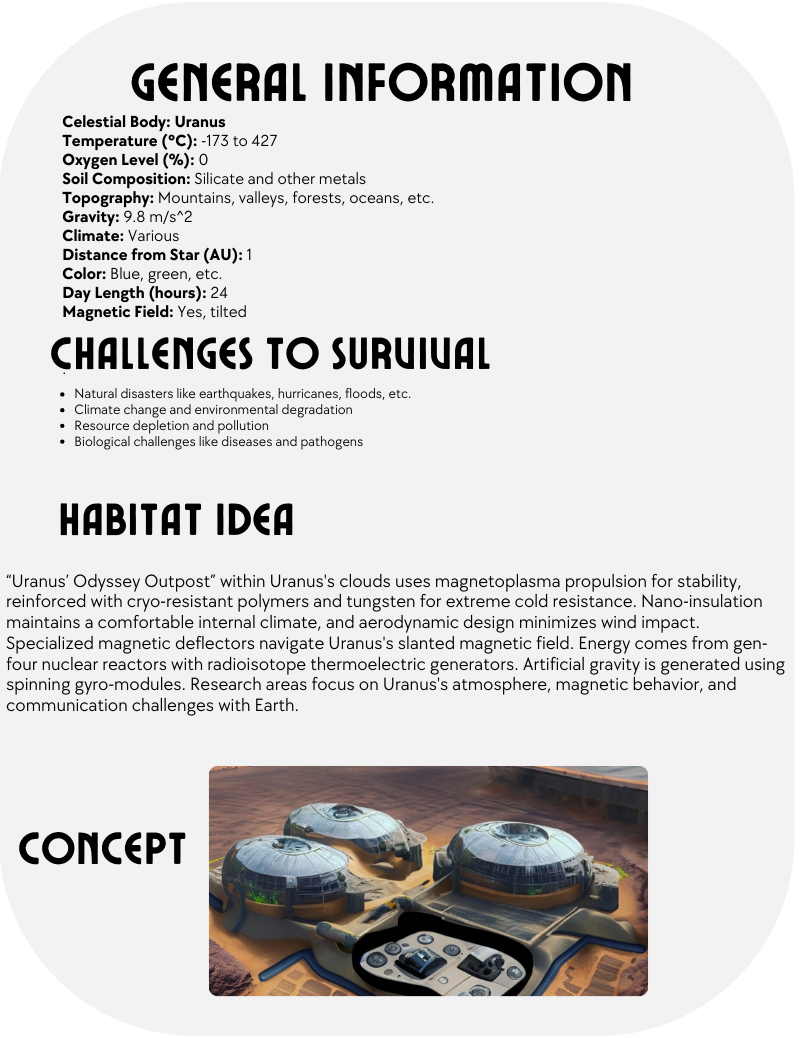 GENERAL INFORMATION
Celestial Body: Uranus
Temperature (°C): -173 to 427
Oxygen Level (%): 0
Soil Composition: Silicate and other metals
Topography: Mountains, valleys, forests, oceans, etc.
Gravity: 9.8 m/s^2
Climate: Various
Distance from Star (AU): 1
Color: Blue, green, etc.
Day Length (hours): 24
Magnetic Field: Yes, tilted
CHALLENGES TO SURVIVAL
• Natural disasters like earthquakes, hurricanes, floods, etc.
• Climate change and environmental degradation
• Resource depletion and pollution
• Biological challenges like diseases and pathogens
HABITAT IDEA
“Uranus’ Odyssey Outpost” within Uranus's clouds uses magnetoplasma propulsion for stability,
reinforced with cryo-resistant polymers and tungsten for extreme cold resistance. Nano-insulation
maintains a comfortable internal climate, and aerodynamic design minimizes wind impact.
Specialized magnetic deflectors navigate Uranus's slanted magnetic field. Energy comes from gen-
four nuclear reactors with radioisotope thermoelectric generators. Artificial gravity is generated using
spinning gyro-modules. Research areas focus on Uranus's atmosphere, magnetic behavior, and
communication challenges with Earth.
CONCEPT